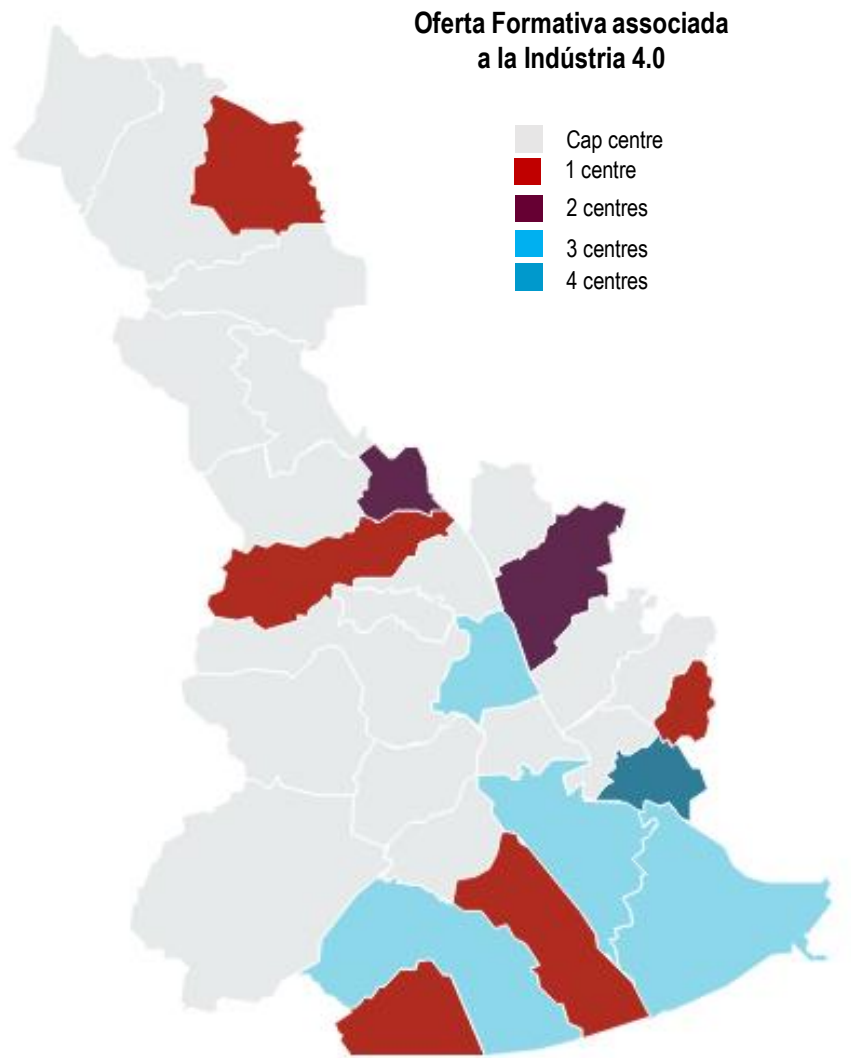 Oferta Formativa associada
a la Indústria 4.0
Cap centre
1 centre
2 centres
3 centres
4 centres